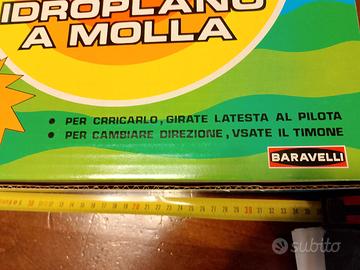 IDROPLANO
A MOLLA
PER CRRICARLO, GIRATE LATESTA AL PILOTA
PER CAMBIARE DIREZIONE, VSATE IL TIMONE
BARAVELLI
subito